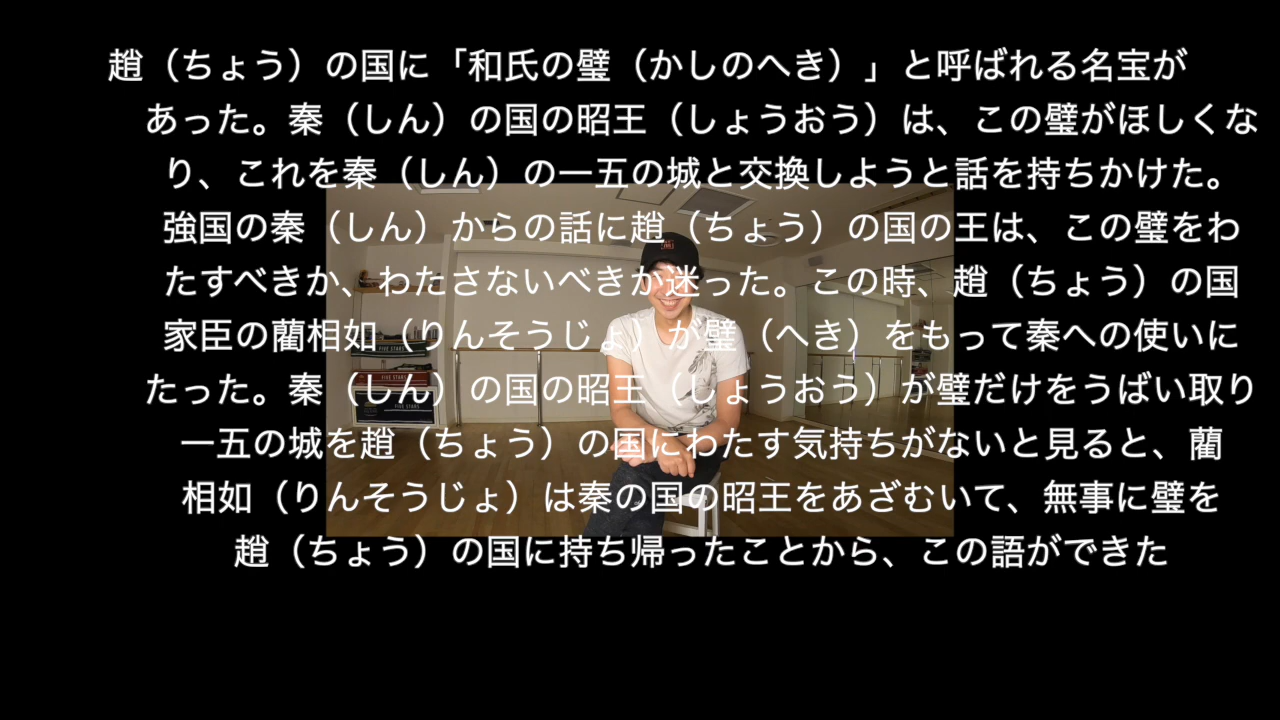 趙（ちょう）の国に「和氏の璧（かしのへき）」と呼ばれる名宝が
あった。秦（しん）の国の昭王（しょうおう）は、この璧がほしくな
り、これを秦（しん）の一五の城と交換しようと話を持ちかけた。
強国の秦（しん）からの話に趙（ちょう）の国の王は、この璧をわ
たすべきか、わたさないべきか迷った。この時、趙（ちょう）の国
家臣の藺相如（りんそうじょ）が璧（へき）をもって秦への使いに
たった。秦（しん）の国の昭王（しょうおう）が璧だけをうばい取り
一五の城を趙（ちょう）の国にわたす気持ちがないと見ると、藺
相如（りんそうじょ）は秦の国の昭王をあざむいて、無事に璧を
趙（ちょう）の国に持ち帰ったことから、この語ができた
FIVE STARS
FIVE STARS
FIVE STARS